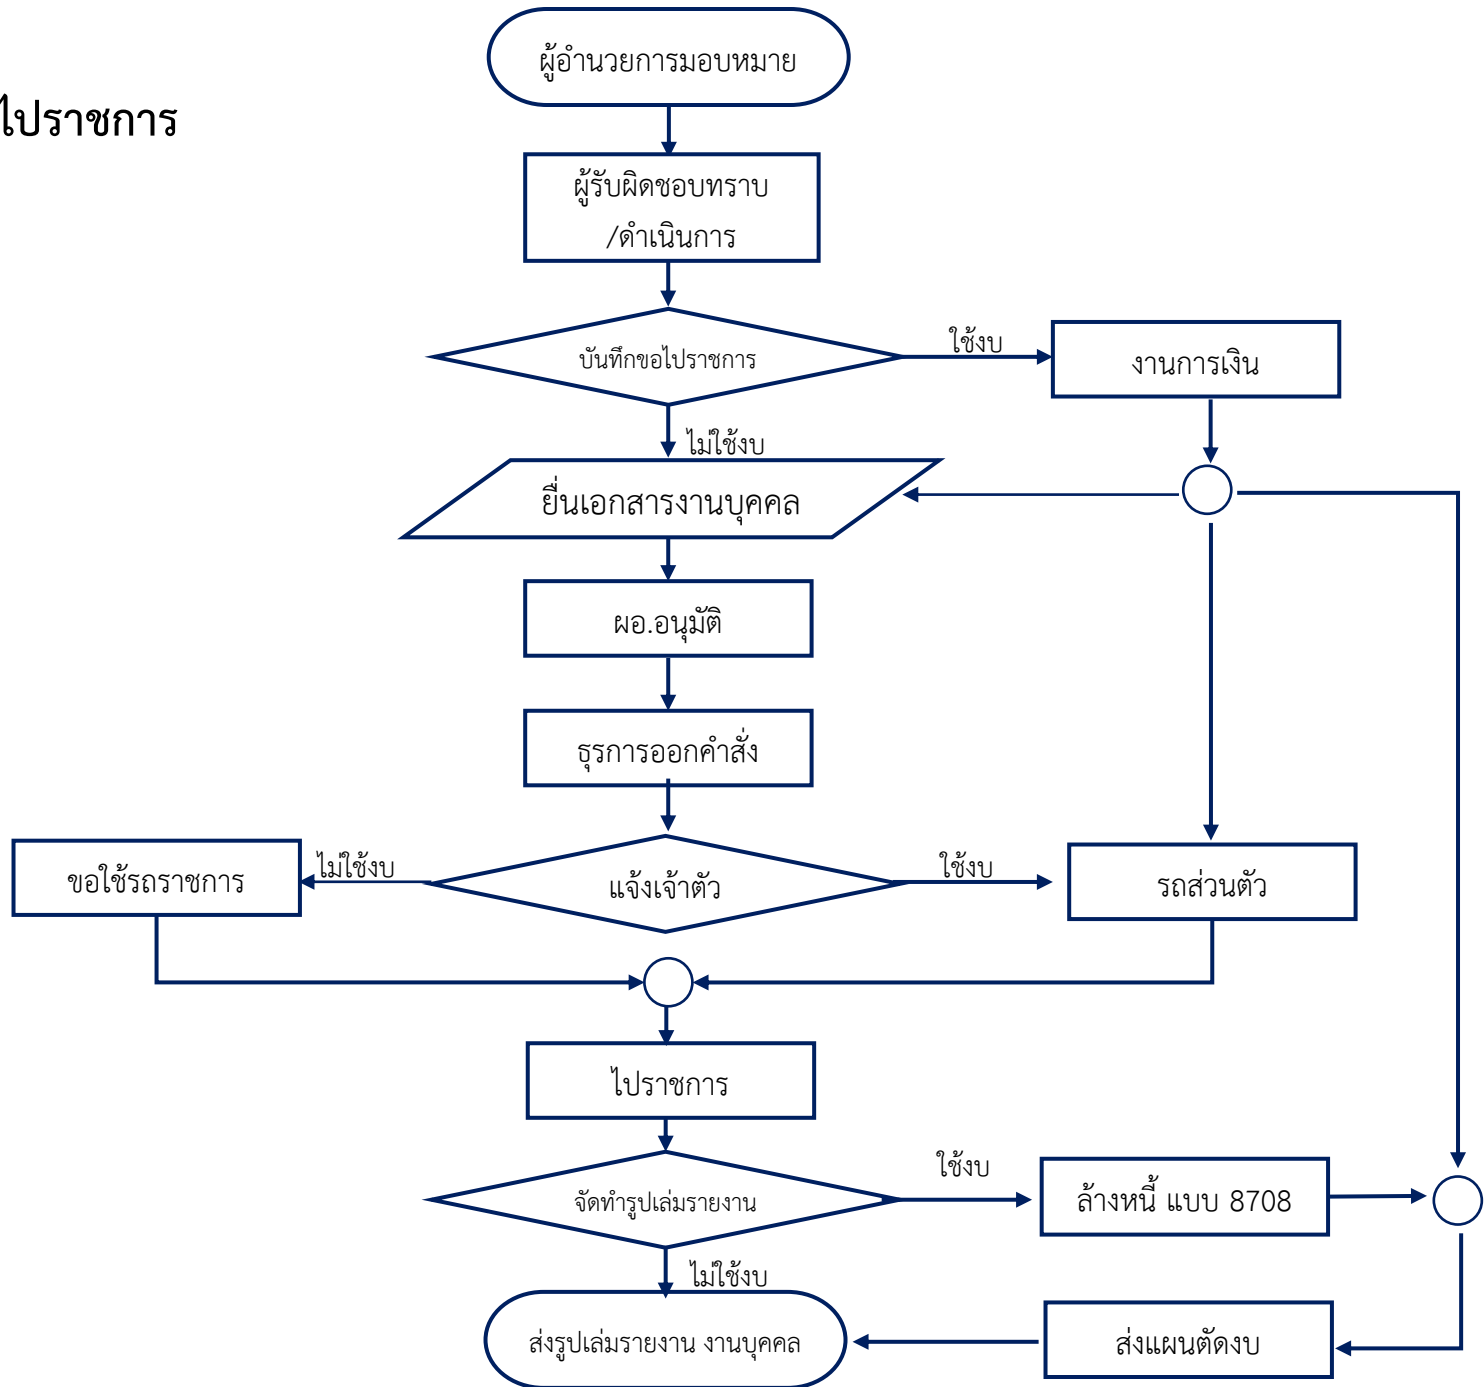 ผู้อำนวยการมอบหมาย
ไปราชการ
ผู้รับผิดชอบทราบ
/ดำเนินการ
บันทึกขอไปราชการ
ใช้งบ
งานการเงิน
ไม่ใช้งบ
ยื่นเอกสารงานบุคคล
ผอ.อนุมัติ
ธุรการออกคำสั่ง
ขอใช้รถราชการ
ไม่ใช้งบ
แจ้งเจ้าตัว
ใช้งบ
รถส่วนตัว
ไปราชการ
จัดทำรูปเล่มรายงาน
ใช้งบ
ล้างหนี้ แบบ 8708
ไม่ใช้งบ
ส่งรูปเล่มรายงาน งานบุคคล
ส่งแผนตัดงบ